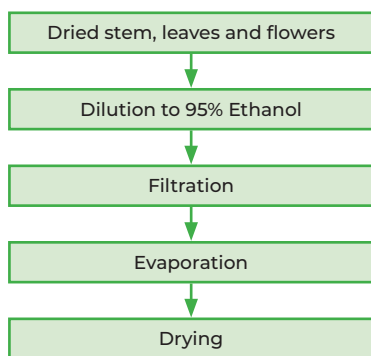 Dried stem, leaves and flowers
Dilution to 95% Ethanol
Filtration
Evaporation
Drying